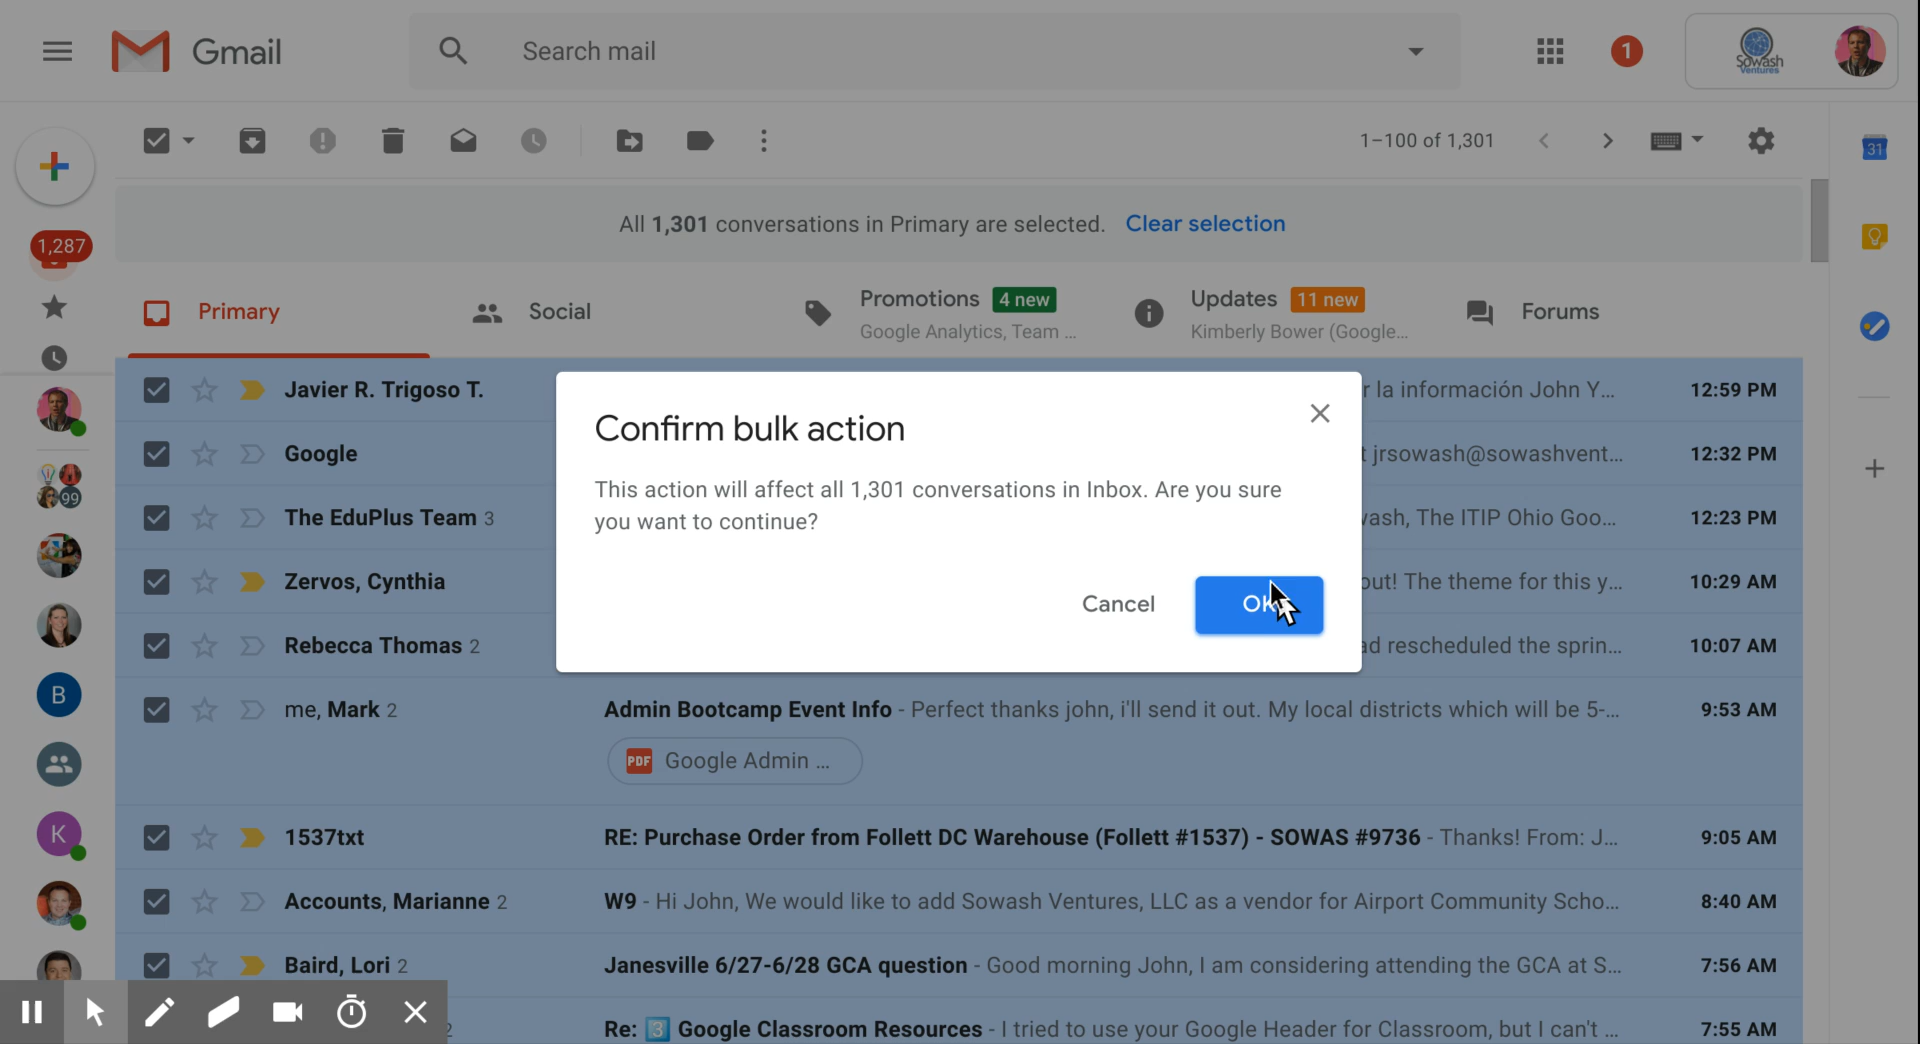 Gmail
Search mail
1
Sowash
Ventures
1–100 of 1,301
31
All 1,301 conversations in Primary are selected. Clear selection
1,287
Primary
Social
Promotions 4 new
Google Analytics, Team ...
Updates 11 new
Kimberly Bower (Google...
Forums
Javier R. Trigoso T.
r la información John Y... 12:59 PM
Google
t jrsowash@sowashvent... 12:32 PM
99
The EduPlus Team 3
ash, The ITIP Ohio Goo... 12:23 PM
Zervos, Cynthia
out! The theme for this y... 10:29 AM
Rebecca Thomas 2
ad rescheduled the sprin... 10:07 AM
Confirm bulk action
This action will affect all 1,301 conversations in Inbox. Are you sure
you want to continue?
Cancel
OK
B
me, Mark 2 Admin Bootcamp Event Info - Perfect thanks john, i'll send it out. My local districts which will be 5-... 9:53 AM
PDF Google Admin ...
K
1537txt RE: Purchase Order from Follett DC Warehouse (Follett #1537) - SOWAS #9736 - Thanks! From: J... 9:05 AM
Accounts, Marianne 2 W9 - Hi John, We would like to add Sowash Ventures, LLC as a vendor for Airport Community Scho... 8:40 AM
Baird, Lori 2 Janesville 6/27-6/28 GCA question - Good morning John, I am considering attending the GCA at S... 7:56 AM
2 Re: 3️⃣ Google Classroom Resources - I tried to use your Google Header for Classroom, but I can't ... 7:55 AM